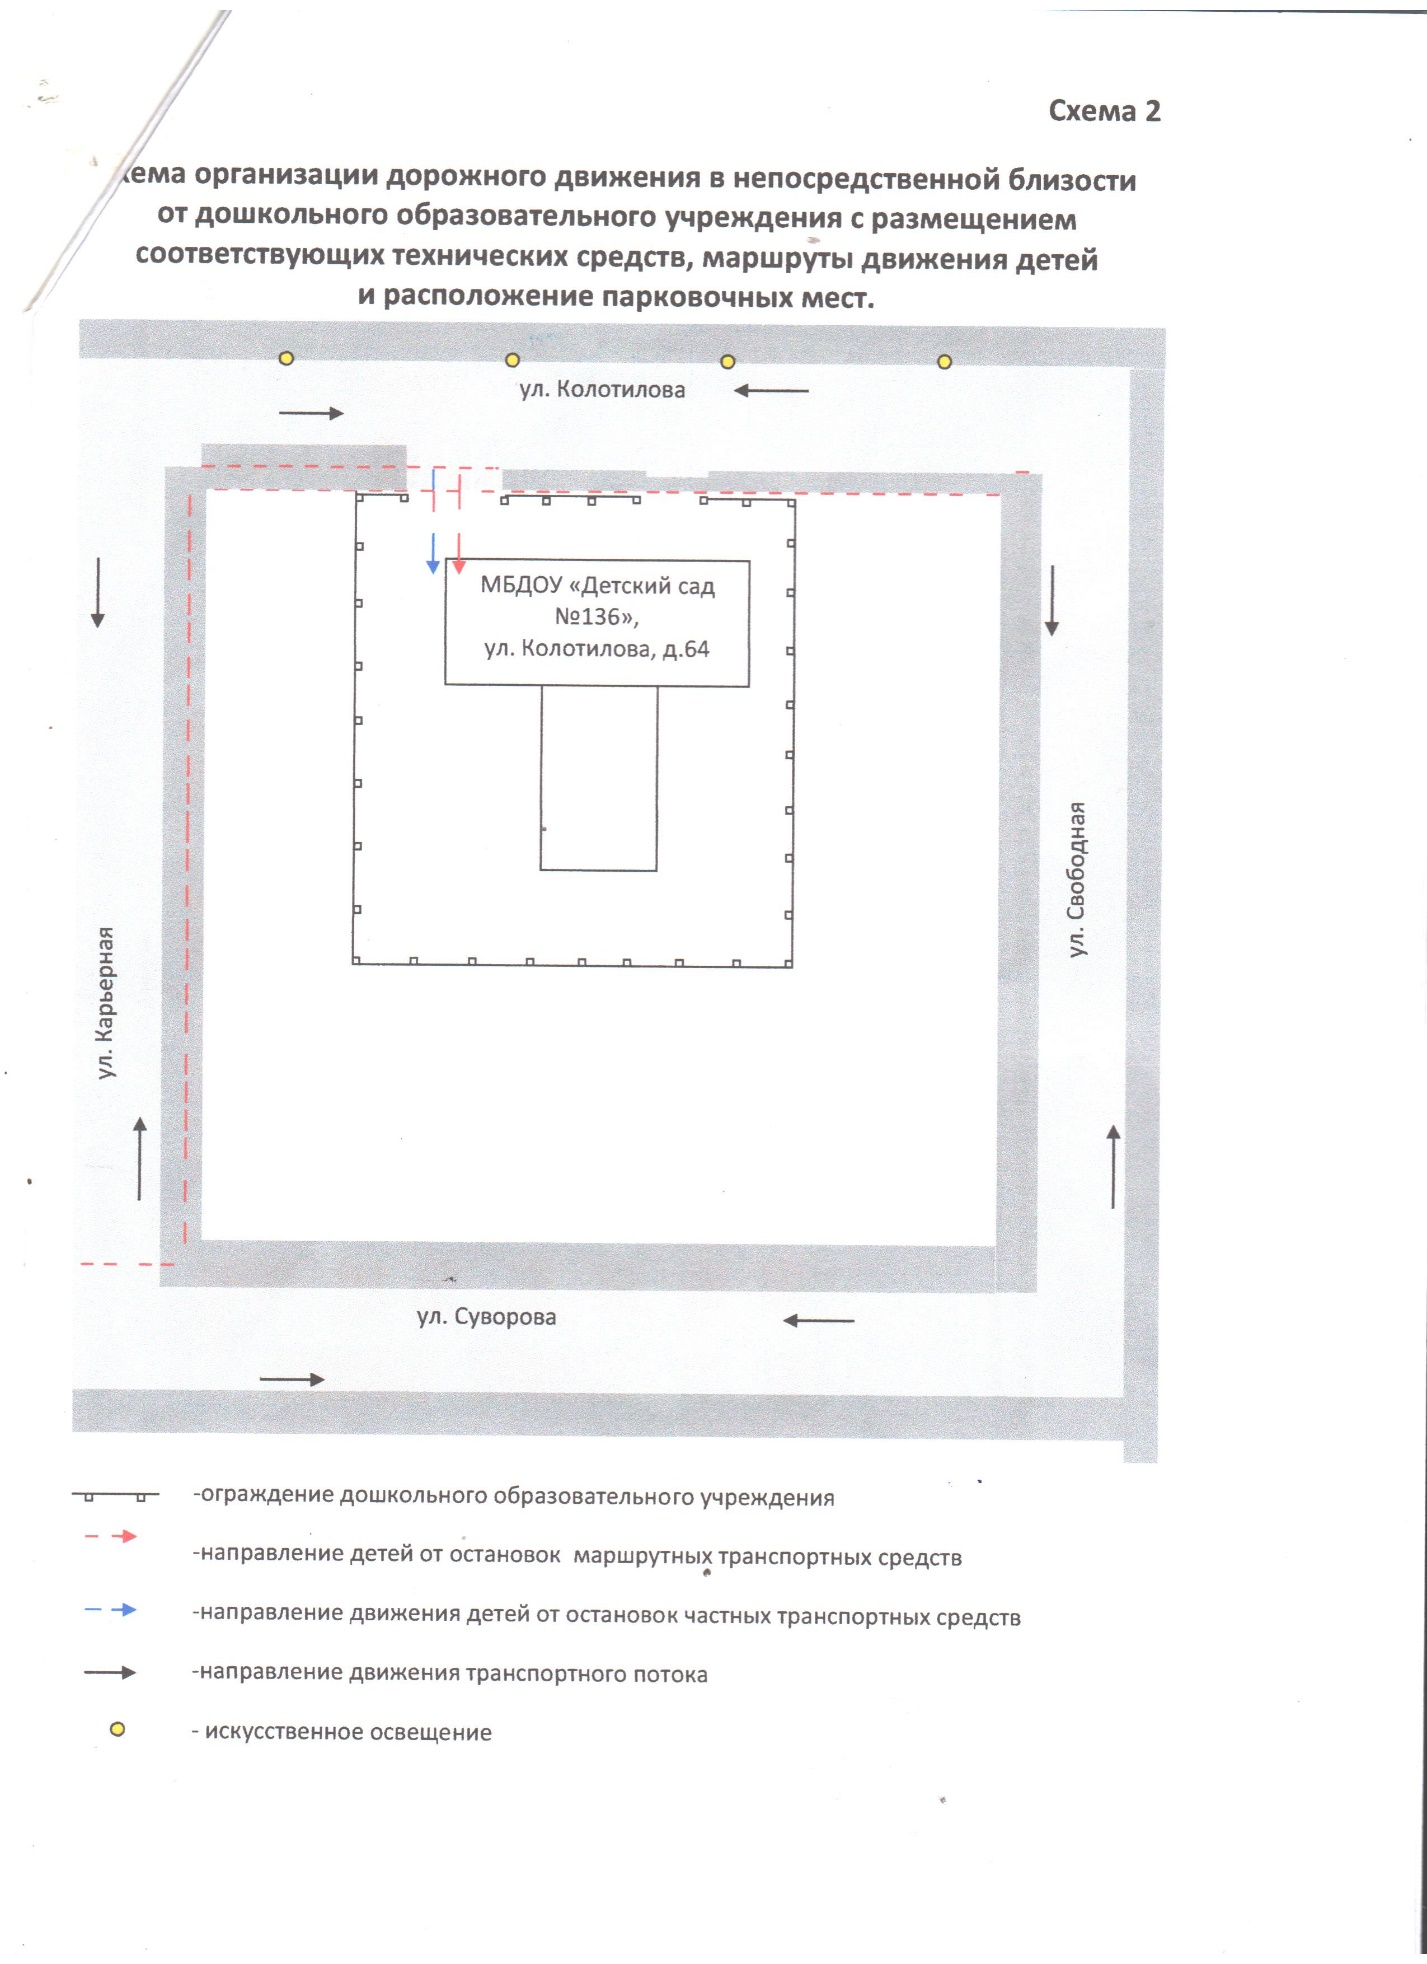 Схема 2
хема организации дорожного движения в непосредственной близости
от дошкольного образовательного учреждения с размещением
соответствующих технических средств, маршруты движения детей
и расположение парковочных мест.
ул. Колотилова
МБДОУ «Детский сад
№136»,
ул. Колотилова, д.64
ул. Свободная
ул. Карьерная
ул. Суворова
-ограждение дошкольного образовательного учреждения
-направление детей от остановок маршрутных транспортных средств
-направление движения детей от остановок частных транспортных средств
-направление движения транспортного потока
- искусственное освещение